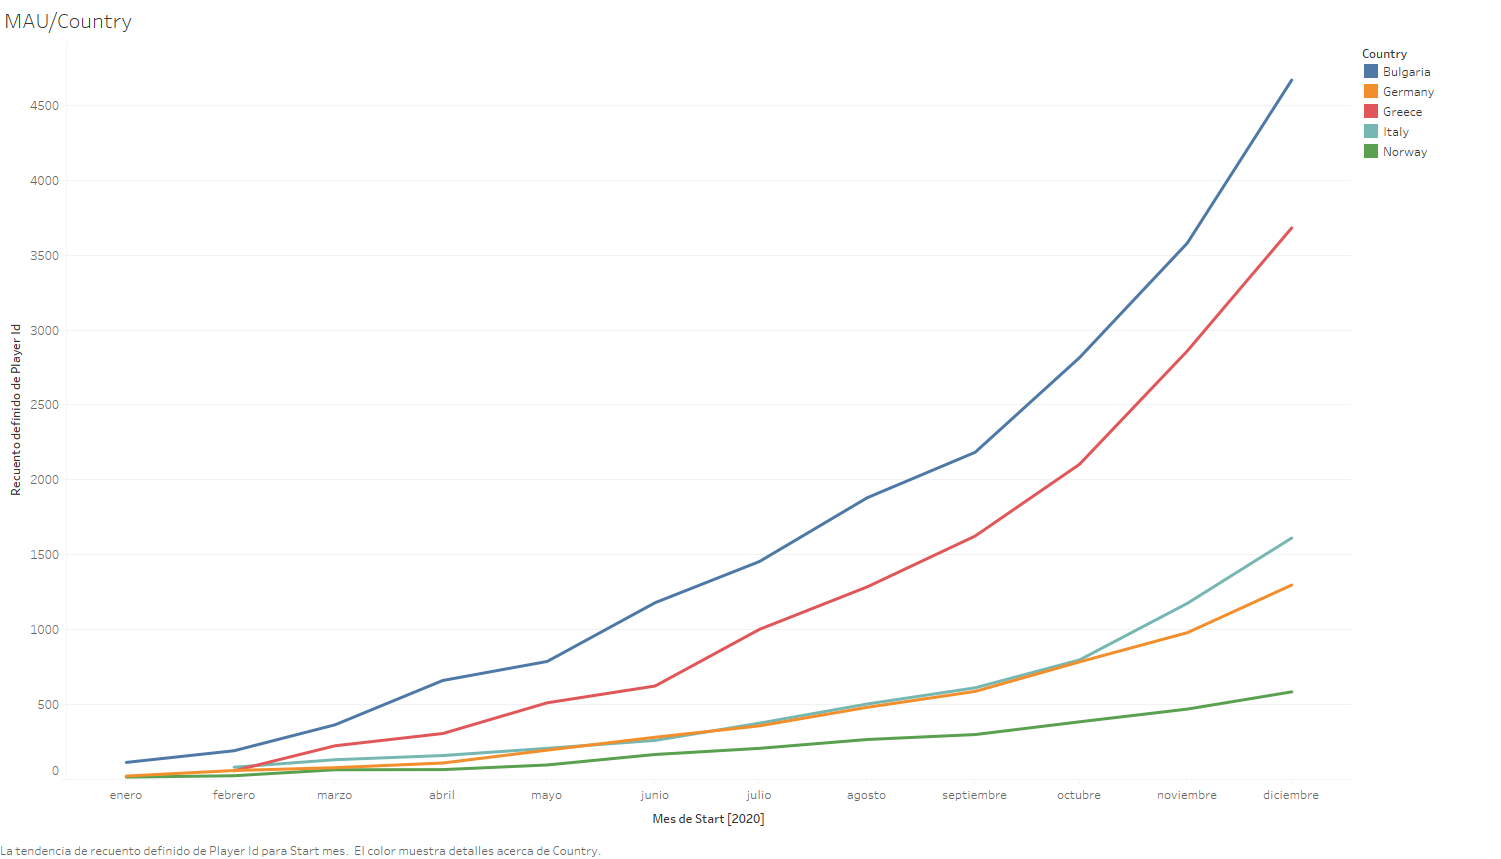 MAU/Country
Country
Bulgaria
Germany
Greece
Italy
Norway
Recuento definido de Player Id
4500
4000
3500
3000
2500
2000
1500
1000
500
0
enero febrero marzo abril mayo junio julio agosto septiembre octubre noviembre diciembre
Mes de Start [2020]
La tendencia de recuento definido de Player Id para Start mes.  El color muestra detalles acerca de Country.